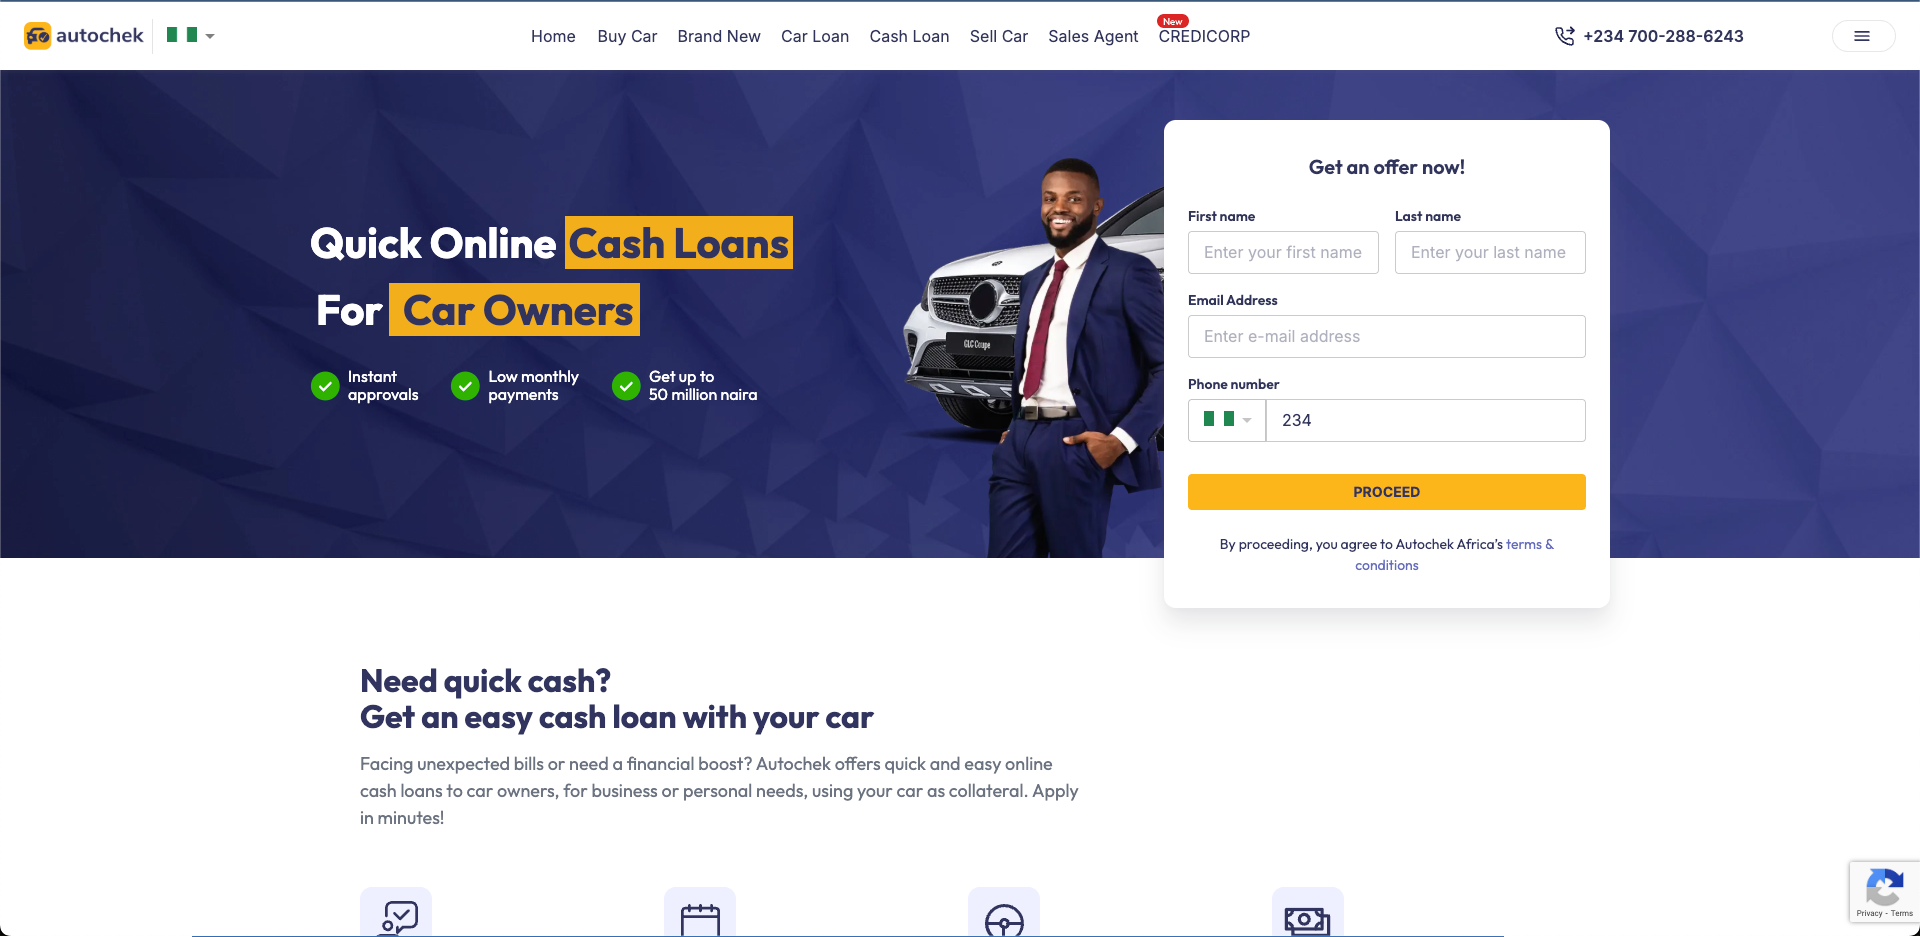 autochek
Home
Buy Car
Brand New
Car Loan
Cash Loan
Sell Car
Sales Agent
New
CREDICORP
+234 700-288-6243
Quick Online Cash Loans
For Car Owners
Instant
approvals
Low monthly
payments
Get up to
50 million naira
GLC Coupe
Get an offer now!
First name
Last name
Enter your first name
Enter your last name
Email Address
Enter e-mail address
Phone number
234
PROCEED
By proceeding, you agree to Autochek Africa's terms &
conditions
Need quick cash?
Get an easy cash loan with your car
Facing unexpected bills or need a financial boost? Autochek offers quick and easy online
cash loans to car owners, for business or personal needs, using your car as collateral. Apply
in minutes!
Privacy - Terms